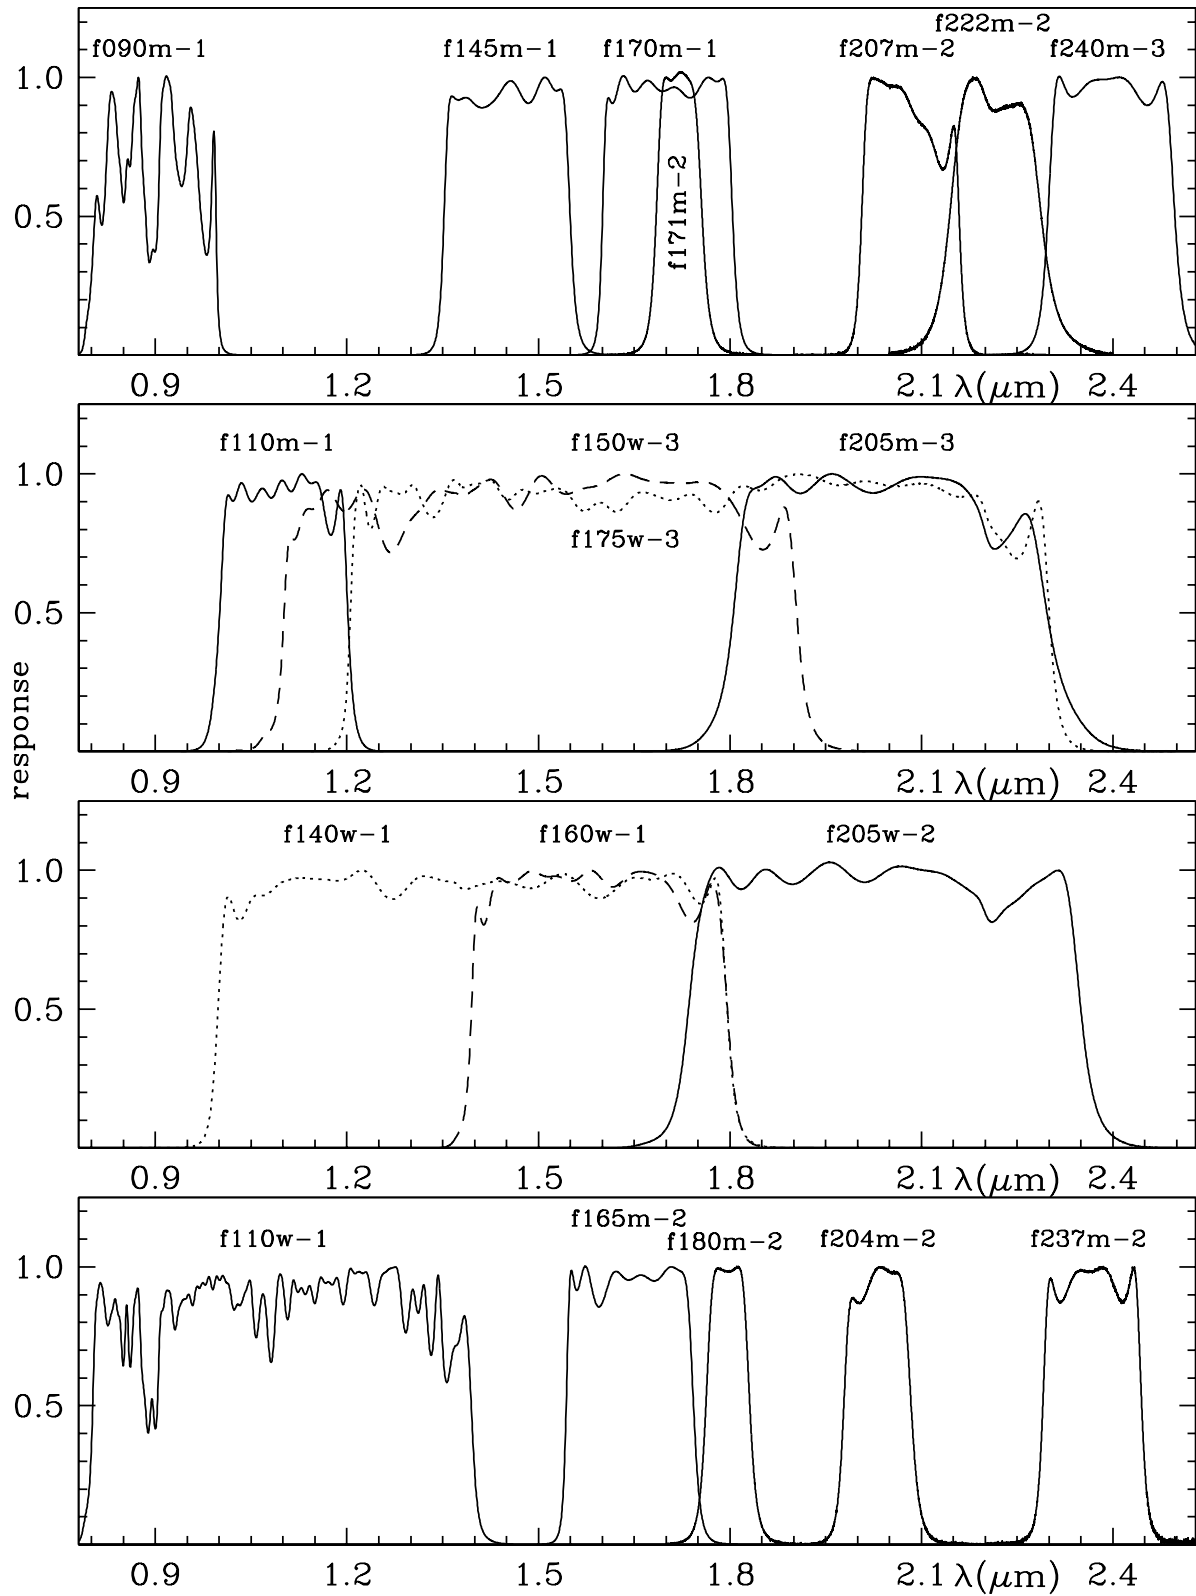 f222m-2
f090m-1 f145m-1 f170m-1 f207m-2 f240m-3
1.0
f171m-2
0.5
0.9 1.2 1.5 1.8 2.1 λ(μm) 2.4
f110m-1 f150w-3 f205m-3
1.0
f175w-3
0.5
response
0.9 1.2 1.5 1.8 2.1 λ(μm) 2.4
f140w-1 f160w-1 f205w-2
1.0
0.5
0.9 1.2 1.5 1.8 2.1 λ(μm) 2.4
f165m-2
f110w-1 f180m-2 f204m-2 f237m-2
1.0
0.5
0.9 1.2 1.5 1.8 2.1 λ(μm) 2.4